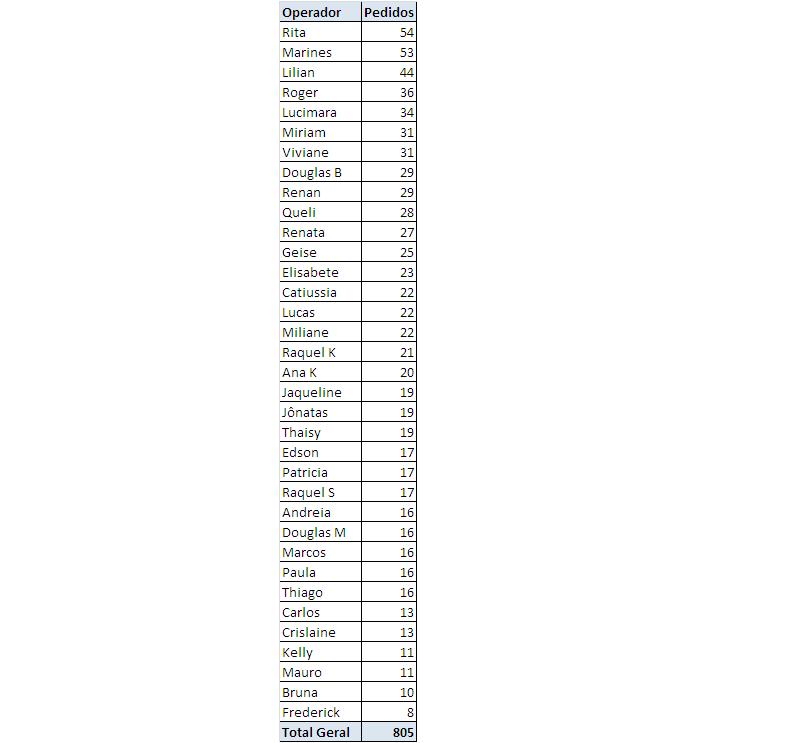 Operador Pedidos
Rita 54
Marines 53
Lilian 44
Roger 36
Lucimara 34
Miriam 31
Viviane 31
Douglas B 29
Renan 29
Queli 28
Renata 27
Geise 25
Elisabete 23
Catiussia 22
Lucas 22
Miliane 22
Raquel K 21
Ana K 20
Jaqueline 19
Jônatas 19
Thaisy 19
Edson 17
Patricia 17
Raquel S 17
Andreia 16
Douglas M 16
Marcos 16
Paula 16
Thiago 16
Carlos 13
Crislaine 13
Kelly 11
Mauro 11
Bruna 10
Frederick 8
Total Geral 805